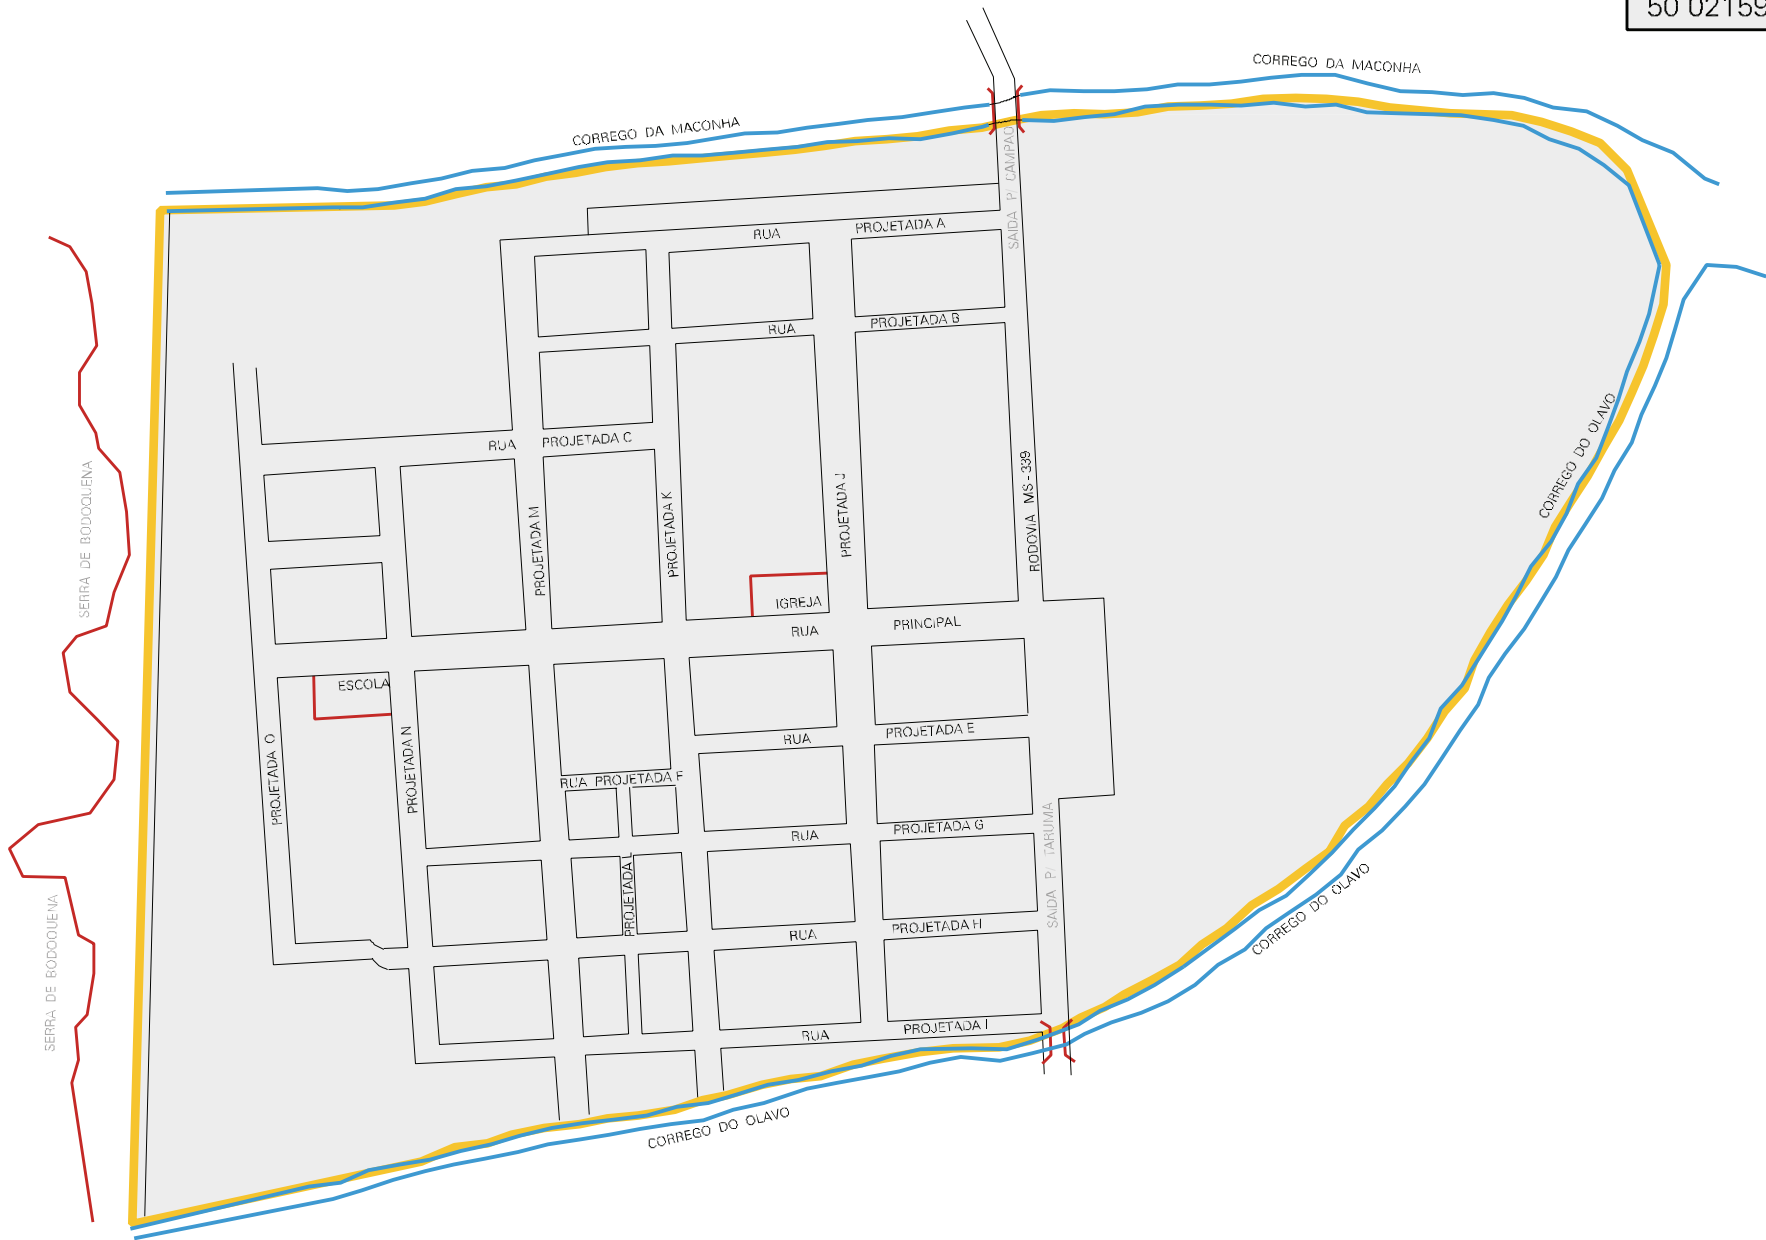 50 02159
CORREGO DA MACONHA
CORREGO DA MACONHA
SAIDA P/ CAMPAO
RUA PROJETADA A
RUA PROJETADA B
RUA PROJETADA C
CORREGO DO OLAVO
SERRA DE BODOQUENA
PROJETADA M
PROJETADA K
PROJETADA J
RODOVIA MS - 339
IGREJA
RUA PRINCIPAL
ESCOLA
PROJETADA O
PROJETADA N
RUA PROJETADA E
RUA PROJETADA F
RUA PROJETADA G
PROJETADA L
SAIDA P/ TARUMA
RUA PROJETADA H
SERRA DE BODOQUENA
CORREGO DO OLAVO
RUA PROJETADA I
CORREGO DO OLAVO